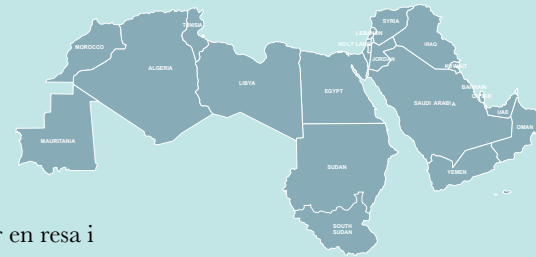 TUNISIA
SYRIA
MOROCCO
LEBANON
IRAQ
HOLY LAND
JORDAN
ALGERIA
KUWAIT
LIBYA
EGYPT
BAHRAIN
QATAR
SAUDI ARABIA
UAE
OMAN
MAURITANIA
SUDAN
YEMEN
SOUTH
SUDAN
r en resa i